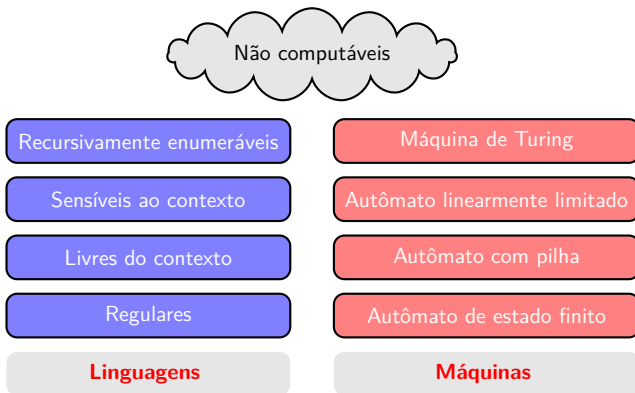 Não computáveis
Recursivamente enumeráveis
Máquina de Turing
Sensíveis ao contexto
Autômato linearmente limitado
Livres do contexto
Autômato com pilha
Regulares
Autômato de estado finito
Linguagens
Máquinas